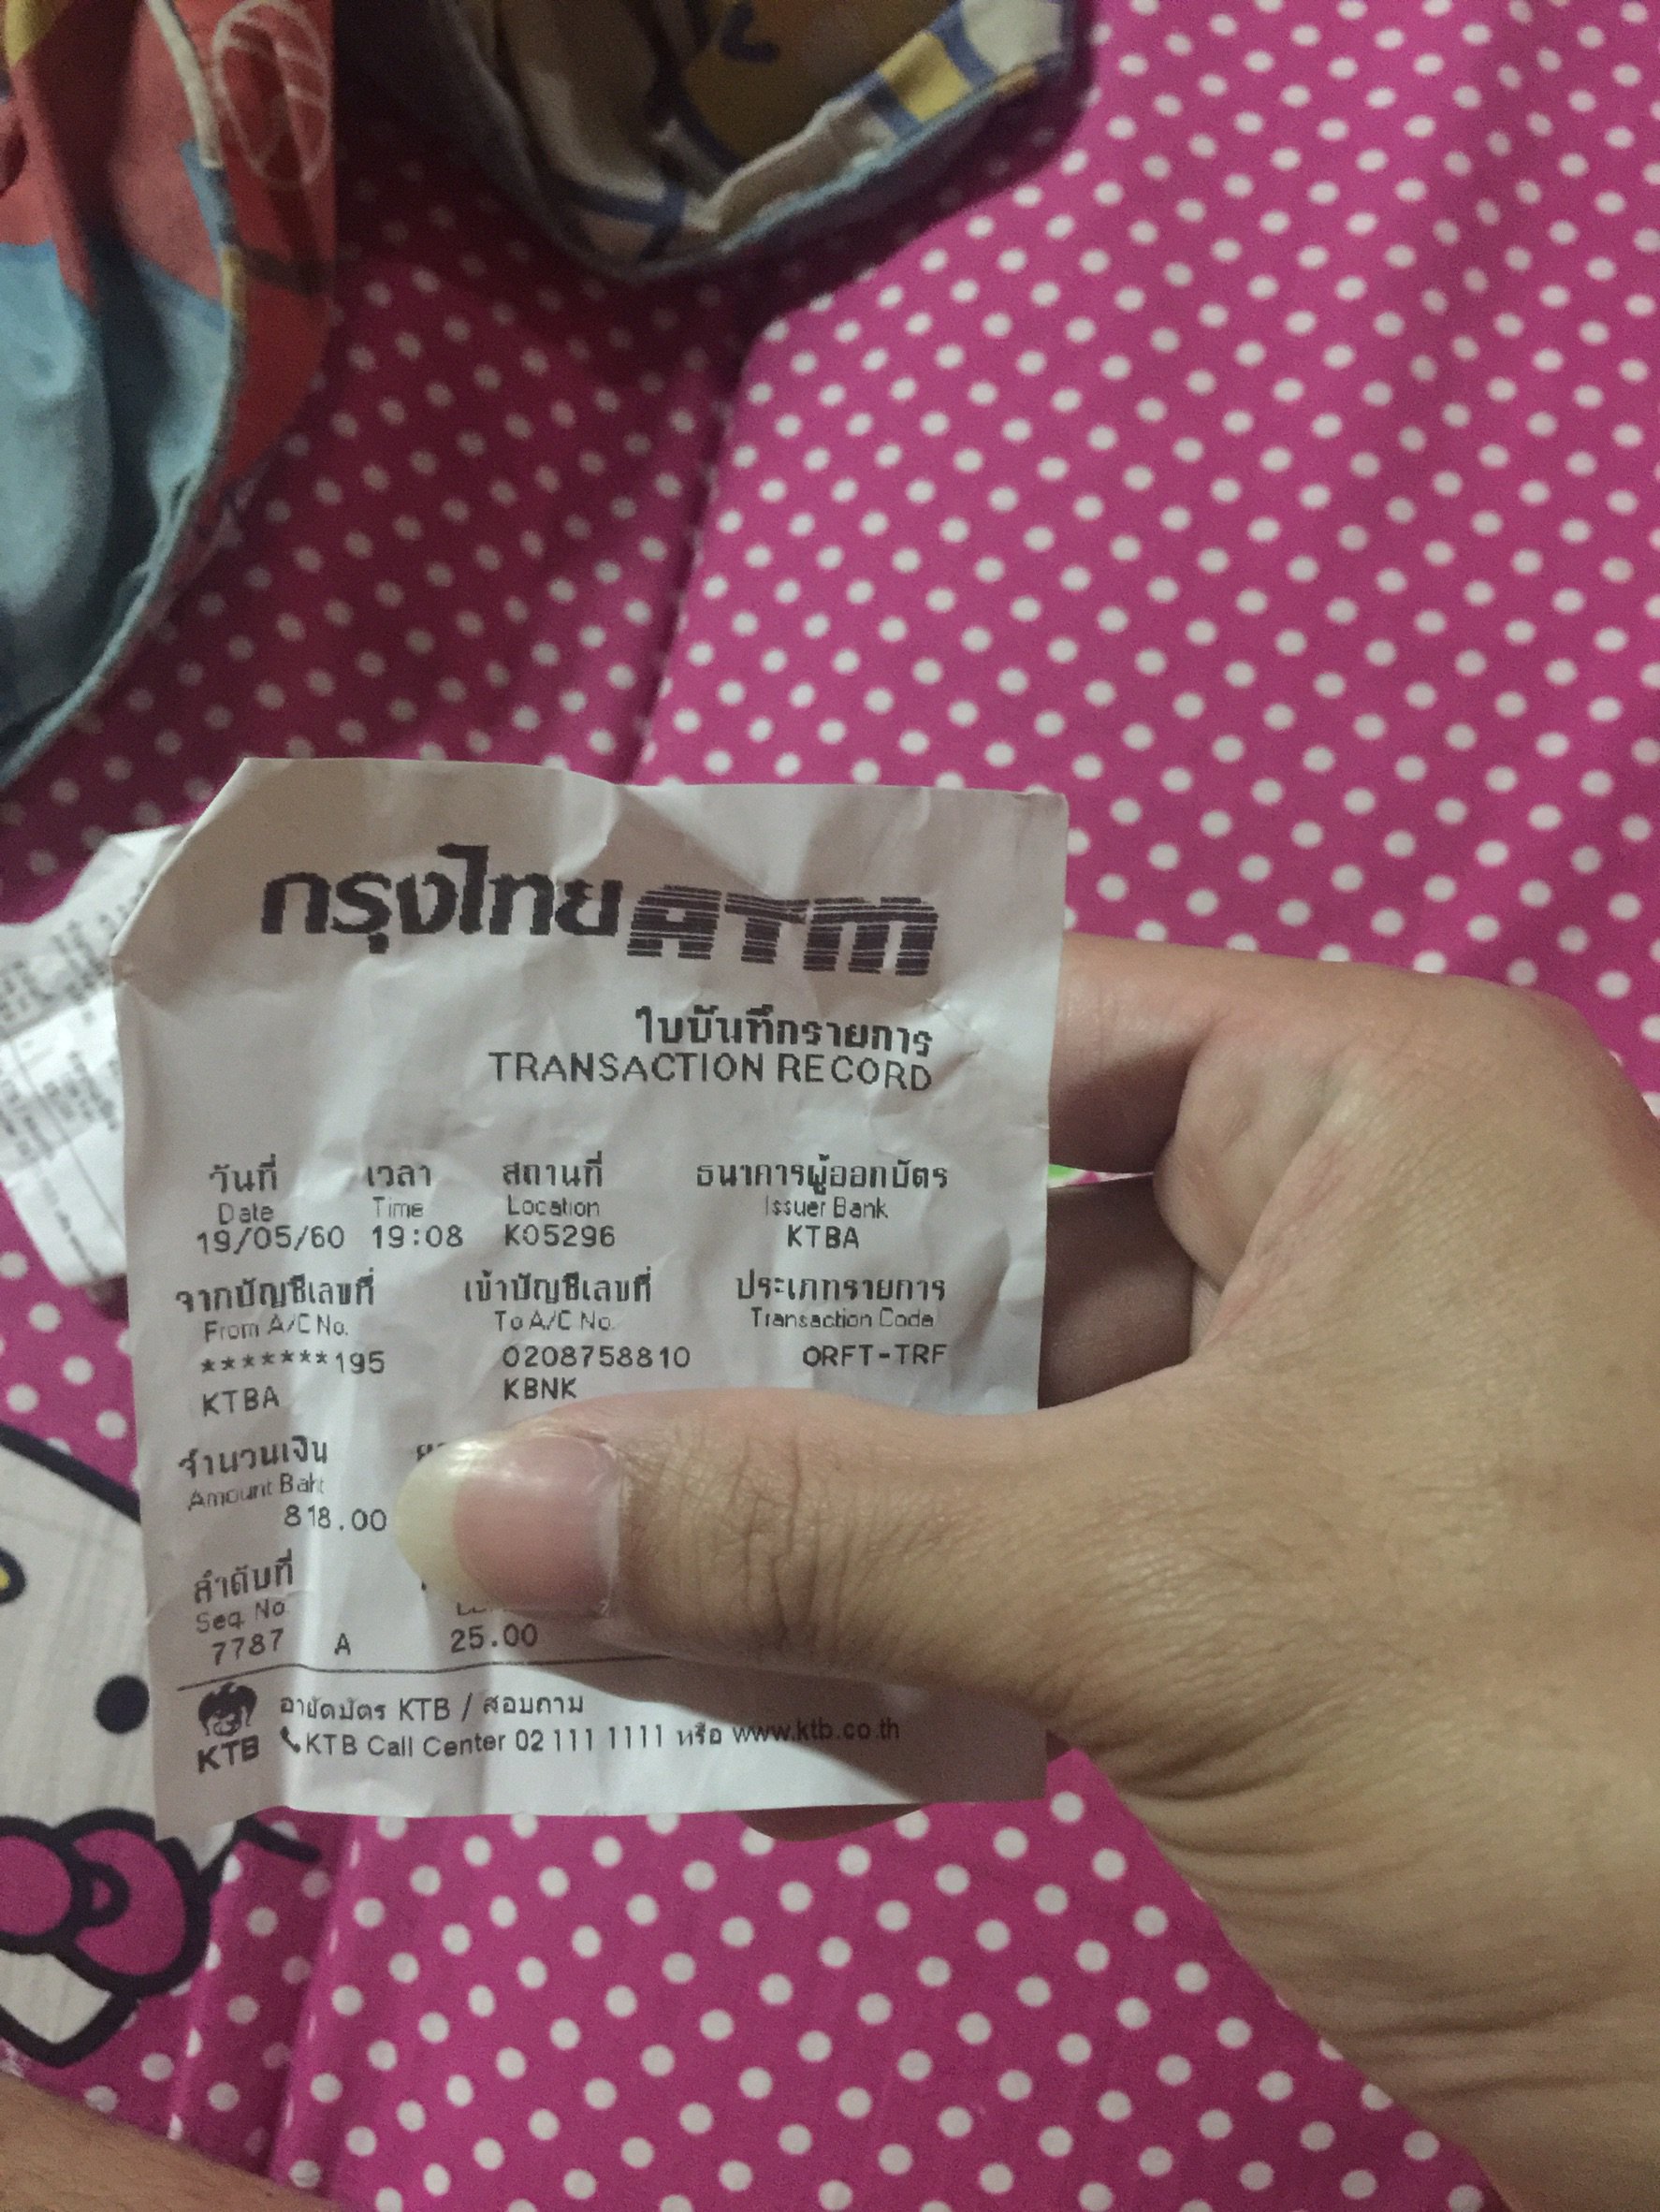 กรุงไทย ATM
ใบบันทึกรายการ
TRANSACTION RECORD
วันที่ เวลา สถานที่ ธนาคารผู้ออกบัตร
Date Time Location Issuer Bank
19/05/60 19:08 K05296 KTBA
จากบัญชีเลขที่ เข้าบัญชีเลขที่ ประเภทรายการ
From A/C No. To A/C No. Transaction Code
*******195 0208758810 ORFT-TRF
KTBA KBNK
จำนวนเงิน
Amount Baht
818.00
ลำดับที่
Seq. No
7787 A 25.00
อายัดบัตร KTB / สอบถาม
KTB KTB Call Center 02 111 1111 หรือ www.ktb.co.th